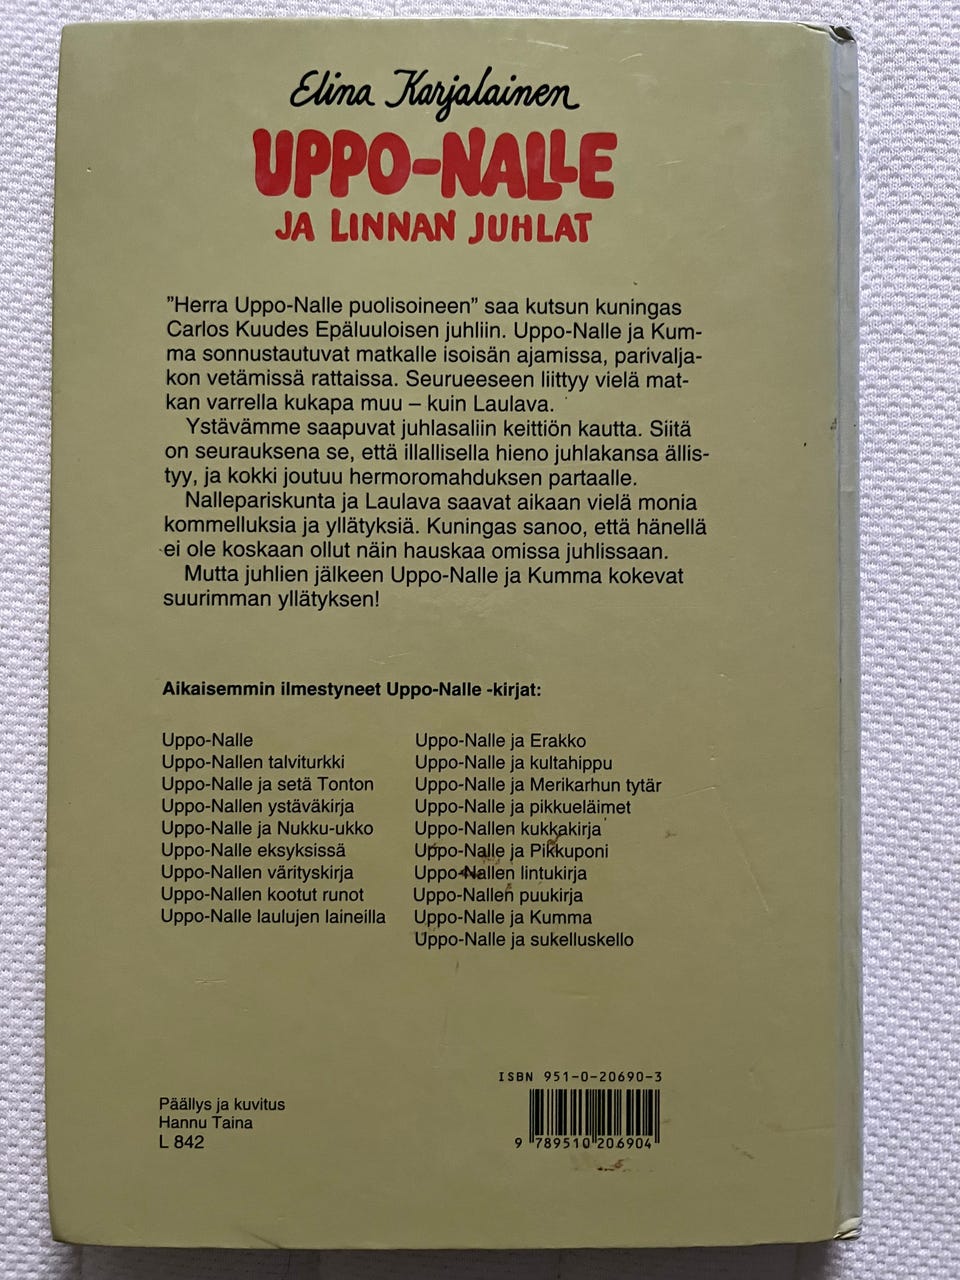 Elina Karjalainen
UPPO-NALLE
JA LINNAN JUHLAT
"Herra Uppo-Nalle puolisoineen" saa kutsun kuningas
Carlos Kuudes Epäluuloisen juhliin. Uppo-Nalle ja Kum-
ma sonnustautuvat matkalle isoisän ajamissa, parivalja-
kon vetämissä rattaissa. Seurueeseen liittyy vielä mat-
kan varrella kukapa muu – kuin Laulava.
Ystävämme saapuvat juhlasaliin keittiön kautta. Siitä
on seurauksena se, että illallisella hieno juhlakansa ällis-
tyy, ja kokki joutuu hermoromahduksen partaalle.
Nallepariskunta ja Laulava saavat aikaan vielä monia
kommelluksia ja yllätyksiä. Kuningas sanoo, että hänellä
ei ole koskaan ollut näin hauskaa omissa juhlissaan.
Mutta juhlien jälkeen Uppo-Nalle ja Kumma kokevat
suurimman yllätyksen!
Aikaisemmin ilmestyneet Uppo-Nalle -kirjat:
Uppo-Nalle
Uppo-Nallen talviturkki
Uppo-Nalle ja setä Tonton
Uppo-Nallen ystäväkirja
Uppo-Nalle ja Nukku-ukko
Uppo-Nalle eksyksissä
Uppo-Nallen värityskirja
Uppo-Nallen kootut runot
Uppo-Nalle laulujen laineilla
Uppo-Nalle ja Erakko
Uppo-Nalle ja kultahippu
Uppo-Nalle ja Merikarhun tytär
Uppo-Nalle ja pikkueläimet
Uppo-Nallen kukkakirja
Uppo-Nalle ja Pikkuponi
Uppo-Nallen lintukirja
Uppo-Nallen puukirja
Uppo-Nalle ja Kumma
Uppo-Nalle ja sukelluskello
Päällys ja kuvitus
Hannu Taina
L 842
ISBN 951-0-20690-3
9 789510 206904